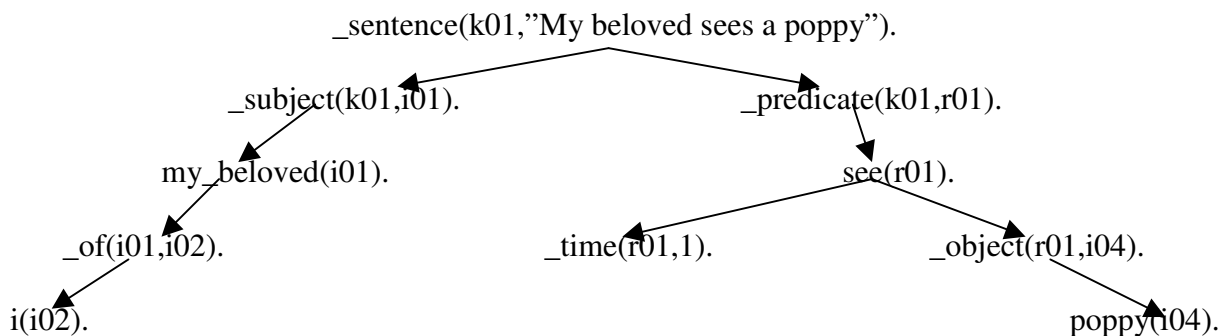 _sentence(k01,”My beloved sees a poppy”).
_subject(k01,i01). _predicate(k01,r01).
my_beloved(i01). see(r01).
_of(i01,i02). _time(r01,1). _object(r01,i04).
i(i02). poppy(i04).